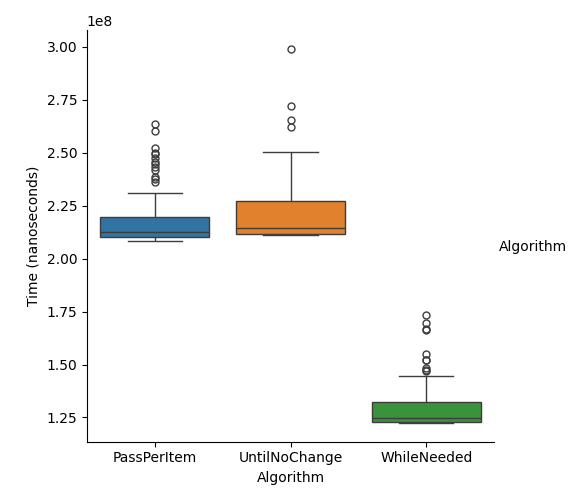 1e8
3.00
2.75
2.50
2.25
2.00
1.75
1.50
1.25
Time (nanoseconds)
PassPerItem
UntilNoChange
WhileNeeded
Algorithm
Algorithm